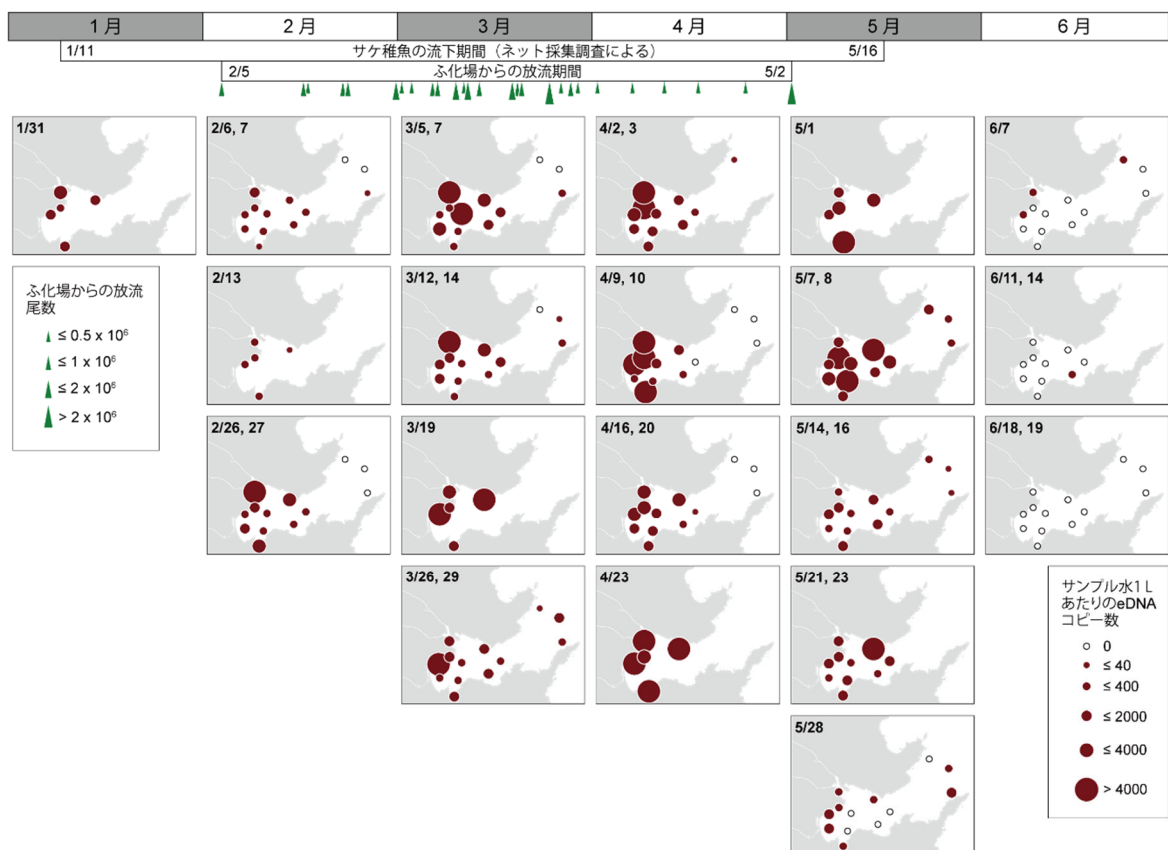 1月 2月 3月 4月 5月 6月
1/11 サケ稚魚の流下期間（ネット採集調査による） 5/16
2/5 ふ化場からの放流期間 5/2
1/31 2/6, 7 3/5, 7 4/2, 3 5/1 6/7
2/13 3/12, 14 4/9, 10 5/7, 8 6/11, 14
ふ化場からの放流
尾数
≤ 0.5 x 10⁶
≤ 1 x 10⁶
≤ 2 x 10⁶
> 2 x 10⁶
2/26, 27 3/19 4/16, 20 5/14, 16 6/18, 19
3/26, 29 4/23 5/21, 23
サンプル水1 L
あたりのeDNA
コピー数
0
≤ 40
≤ 400
≤ 2000
≤ 4000
> 4000
5/28